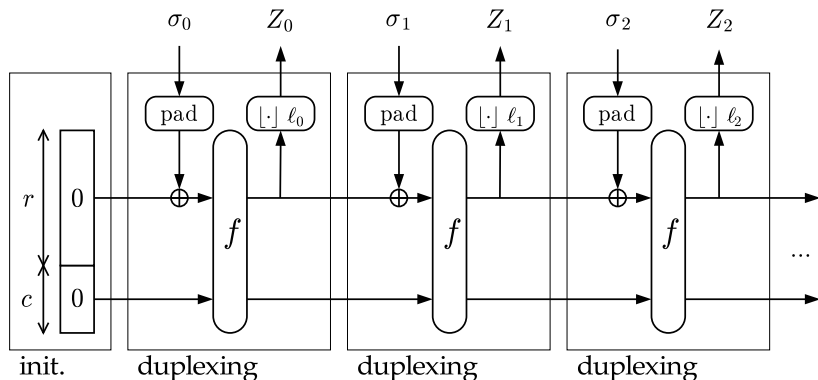 σ₀ Z₀ σ₁ Z₁ σ₂ Z₂
pad ⌊·⌋ ℓ₀ pad ⌊·⌋ ℓ₁ pad ⌊·⌋ ℓ₂
r 0 f f f
...
c 0
init. duplexing duplexing duplexing